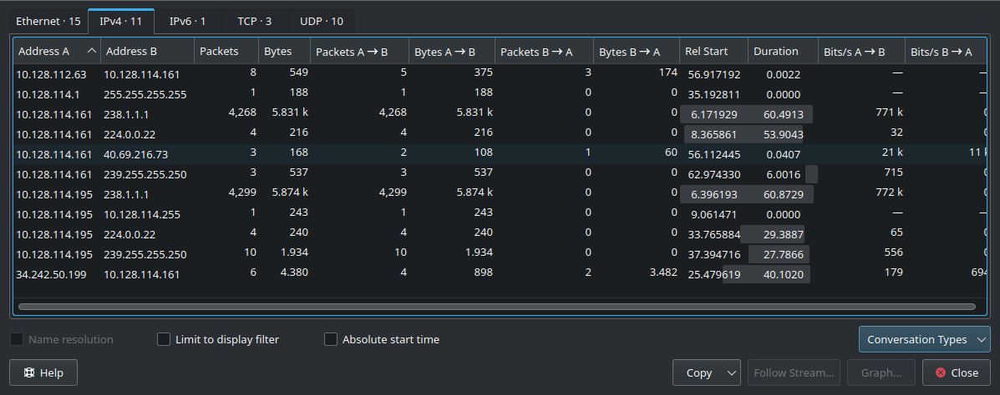 Ethernet · 15 IPv4 · 11 IPv6 · 1 TCP · 3 UDP · 10
Address A Address B Packets Bytes Packets A → B Bytes A → B Packets B → A Bytes B → A Rel Start Duration Bits/s A → B Bits/s B → A
10.128.112.63 10.128.114.161 8 549 5 375 3 174 56.917192 0.0022 — —
10.128.114.1 255.255.255.255 1 188 1 188 0 0 35.192811 0.0000 — —
10.128.114.161 238.1.1.1 4,268 5.831 k 4,268 5.831 k 0 0 6.171929 60.4913 771 k 0
10.128.114.161 224.0.0.22 4 216 4 216 0 0 8.365861 53.9043 32 0
10.128.114.161 40.69.216.73 3 168 2 108 1 60 56.112445 0.0407 21 k 11 k
10.128.114.161 239.255.255.250 3 537 3 537 0 0 62.974330 6.0016 715 0
10.128.114.195 238.1.1.1 4,299 5.874 k 4,299 5.874 k 0 0 6.396193 60.8729 772 k 0
10.128.114.195 10.128.114.255 1 243 1 243 0 0 9.061471 0.0000 — —
10.128.114.195 224.0.0.22 4 240 4 240 0 0 33.765884 29.3887 65 0
10.128.114.195 239.255.255.250 10 1.934 10 1.934 0 0 37.394716 27.7866 556 0
34.242.50.199 10.128.114.161 6 4.380 4 898 2 3.482 25.479619 40.1020 179 694
Name resolution Limit to display filter Absolute start time Conversation Types
Help Copy Follow Stream... Graph... Close